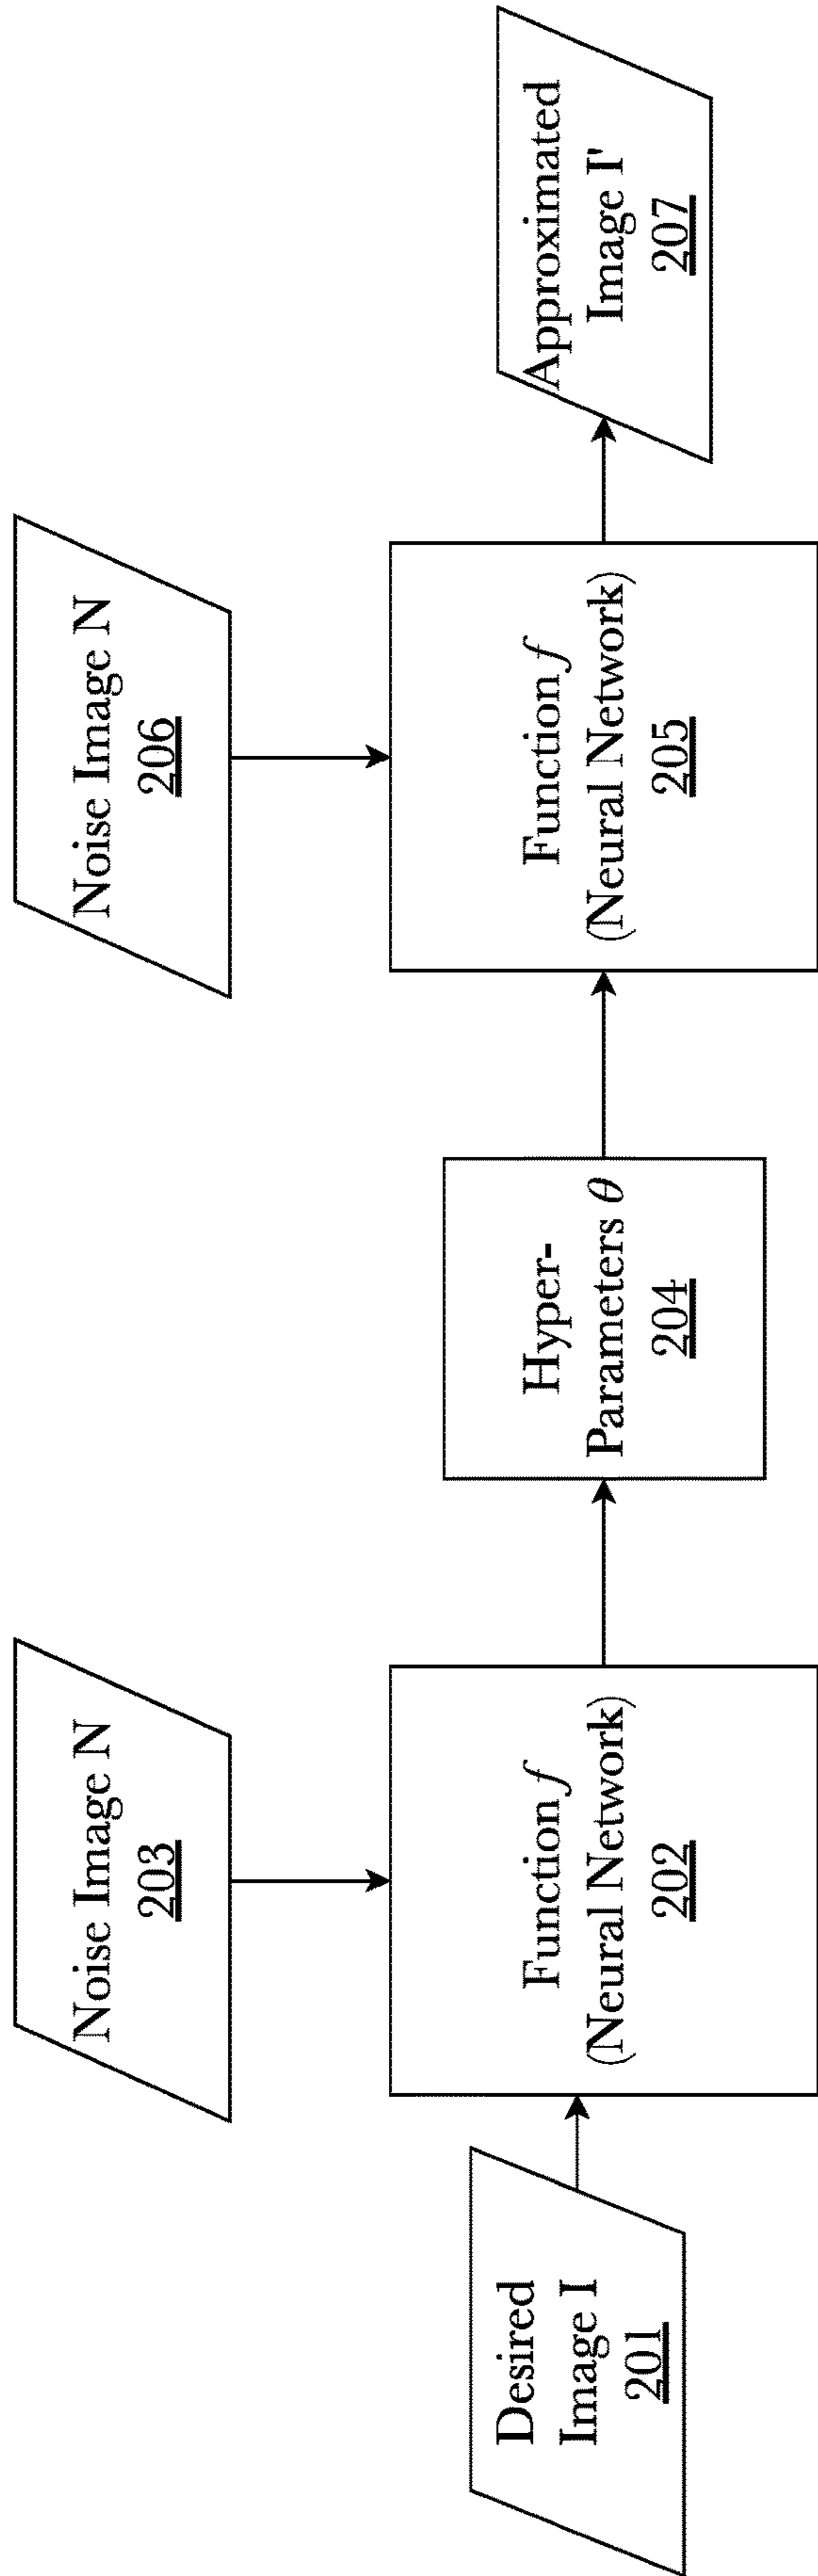 Noise Image N
203
Noise Image N
206
Desired
Image I
201
Function f
(Neural Network)
202
Hyper-
Parameters θ
204
Function f
(Neural Network)
205
Approximated
Image I'
207